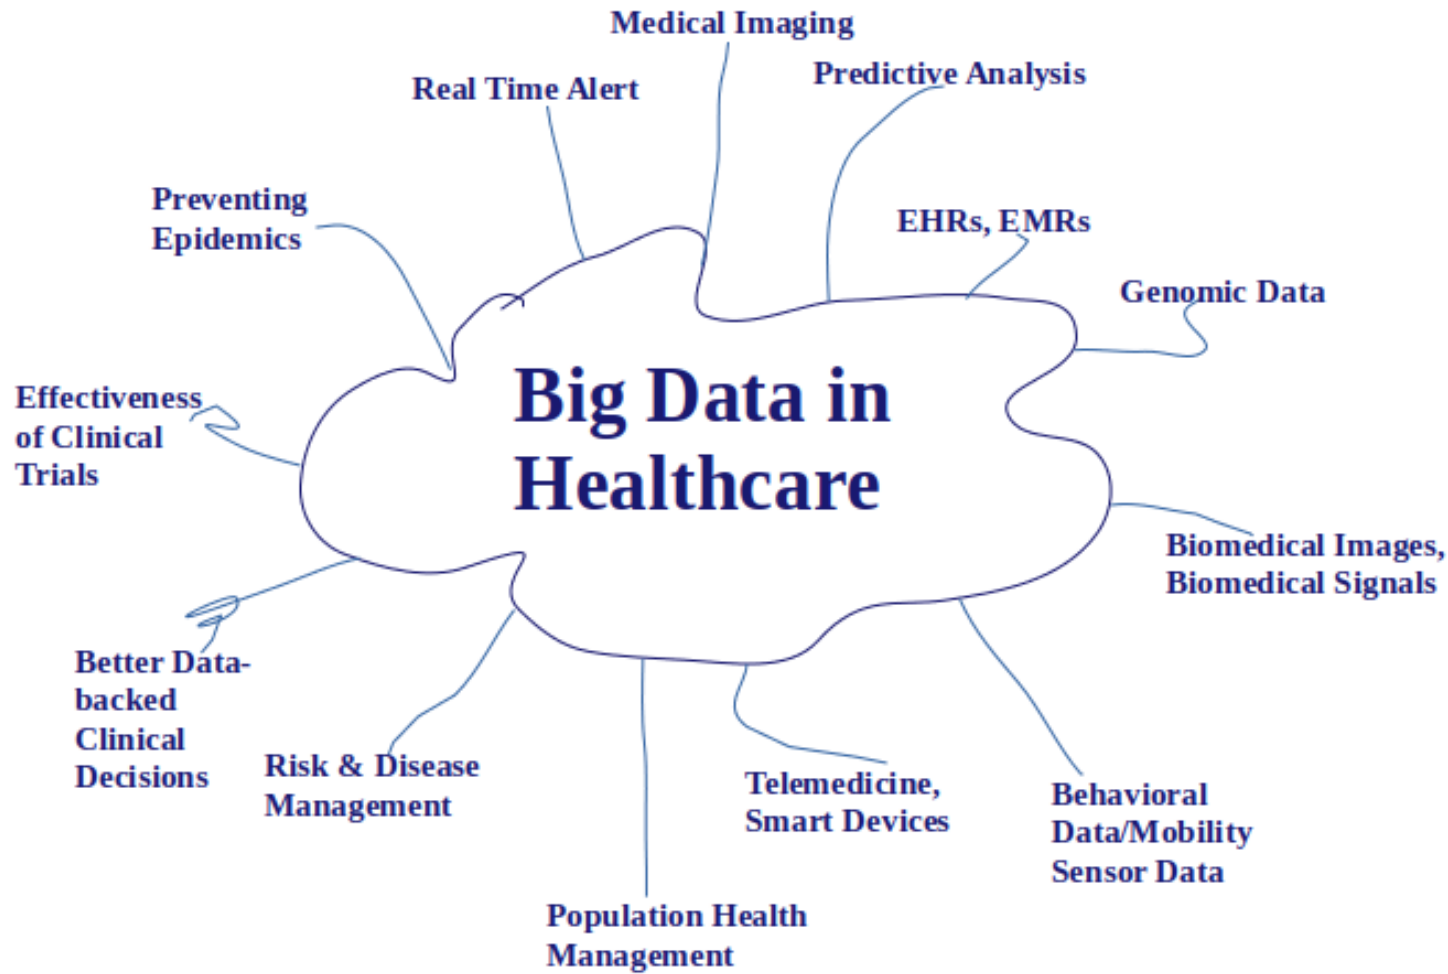 Medical Imaging
Predictive Analysis
Real Time Alert
Preventing
Epidemics
EHRs, EMRs
Genomic Data
Big Data in
Healthcare
Effectiveness
of Clinical
Trials
Biomedical Images,
Biomedical Signals
Better Data-
backed
Clinical
Decisions
Risk & Disease
Management
Telemedicine,
Smart Devices
Behavioral
Data/Mobility
Sensor Data
Population Health
Management